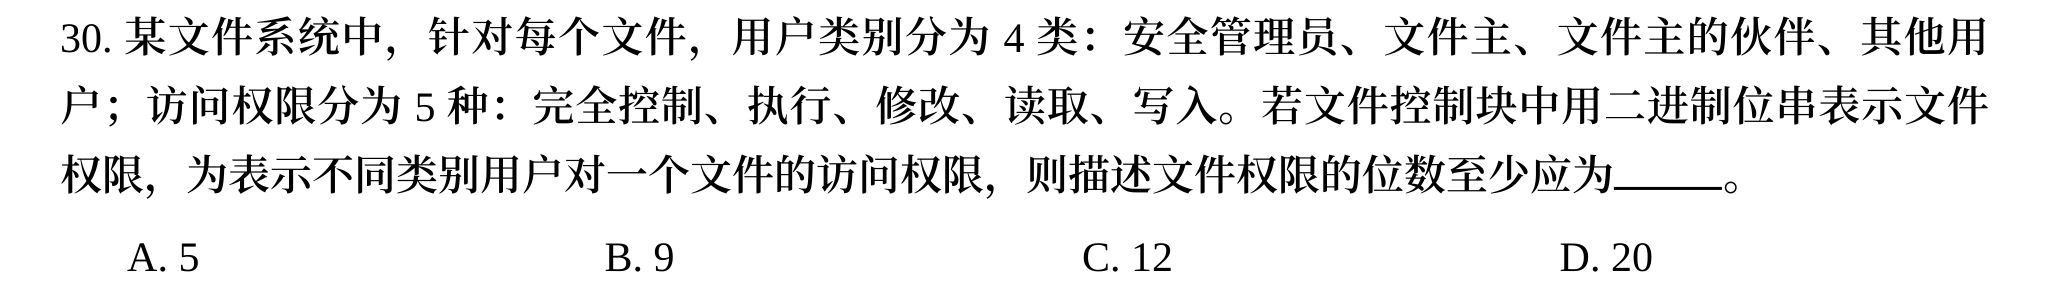 30. 某文件系统中，针对每个文件，用户类别分为 4 类：安全管理员、文件主、文件主的伙伴、其他用
户；访问权限分为 5 种：完全控制、执行、修改、读取、写入。若文件控制块中用二进制位串表示文件
权限，为表示不同类别用户对一个文件的访问权限，则描述文件权限的位数至少应为_____。
A. 5 B. 9 C. 12 D. 20